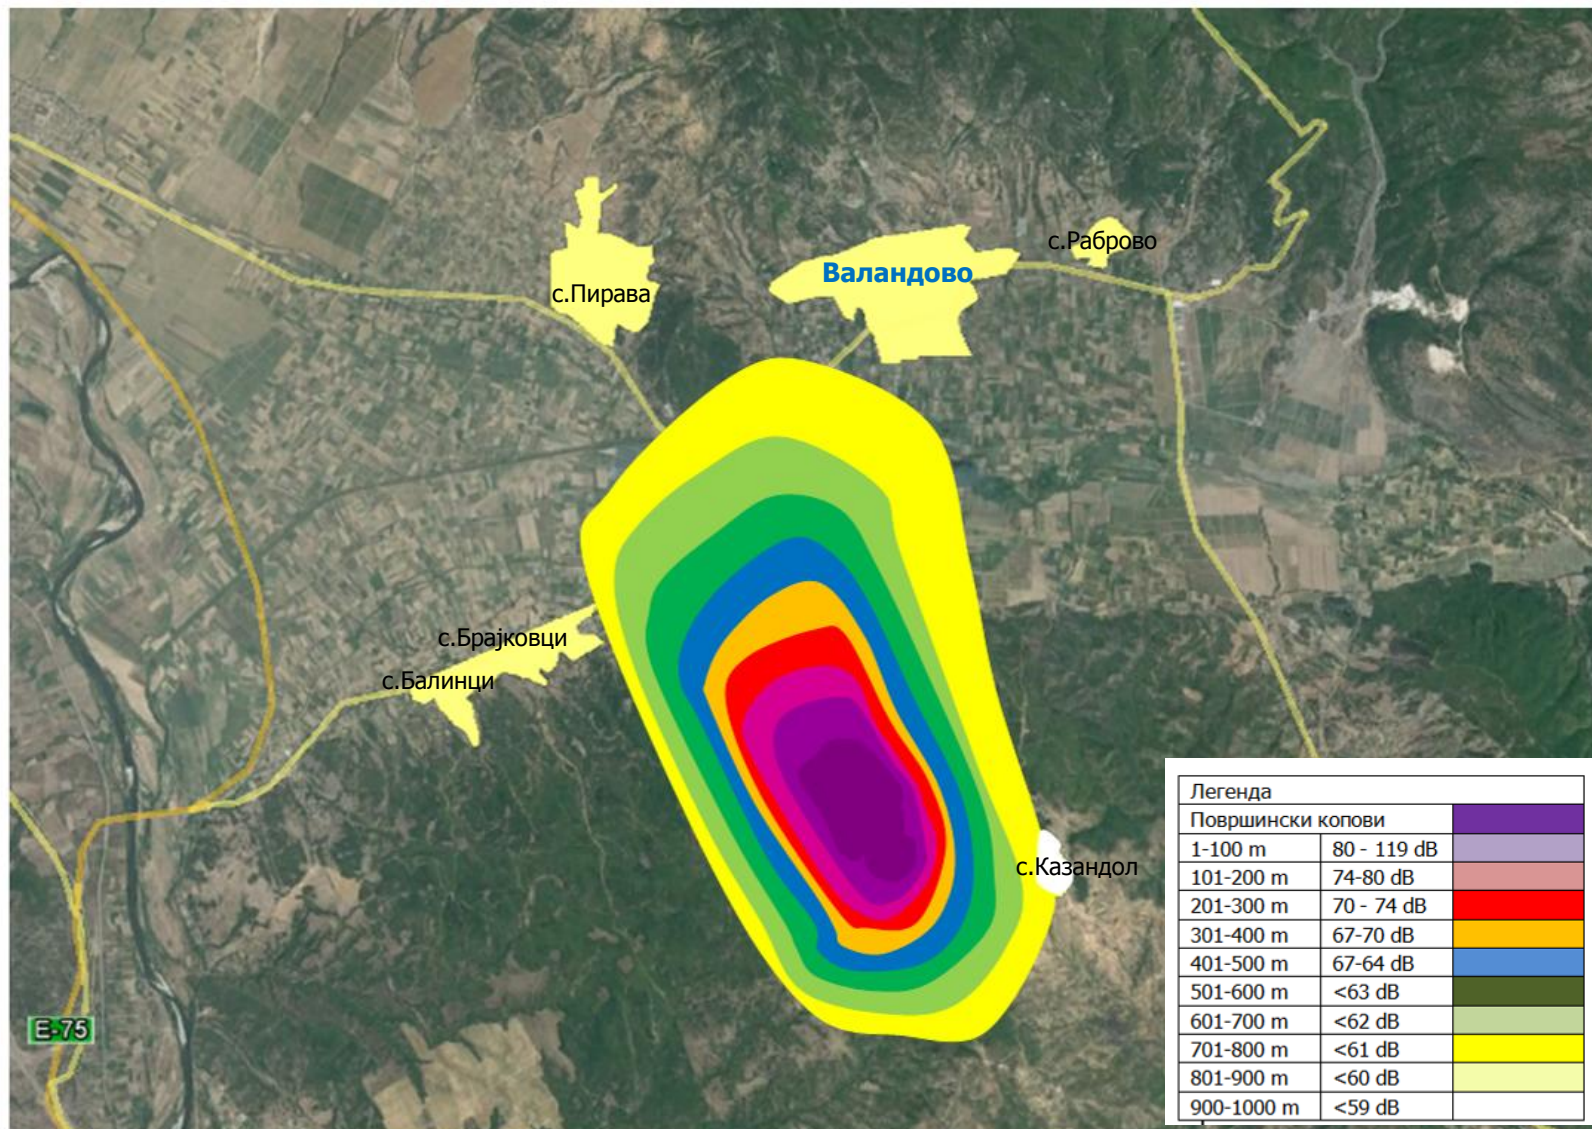 с.Раброво
Валандово
с.Пирава
с.Брајковци
с.Балинци
с.Казандол
E-75
Легенда
Површински копови
1-100 m 80 - 119 dB
101-200 m 74-80 dB
201-300 m 70 - 74 dB
301-400 m 67-70 dB
401-500 m 67-64 dB
501-600 m <63 dB
601-700 m <62 dB
701-800 m <61 dB
801-900 m <60 dB
900-1000 m <59 dB